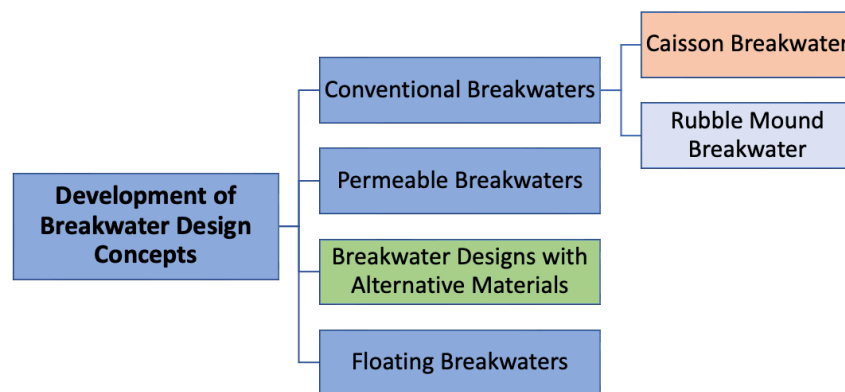 Development of
Breakwater Design
Concepts
Conventional Breakwaters
Caisson Breakwater
Rubble Mound
Breakwater
Permeable Breakwaters
Breakwater Designs with
Alternative Materials
Floating Breakwaters